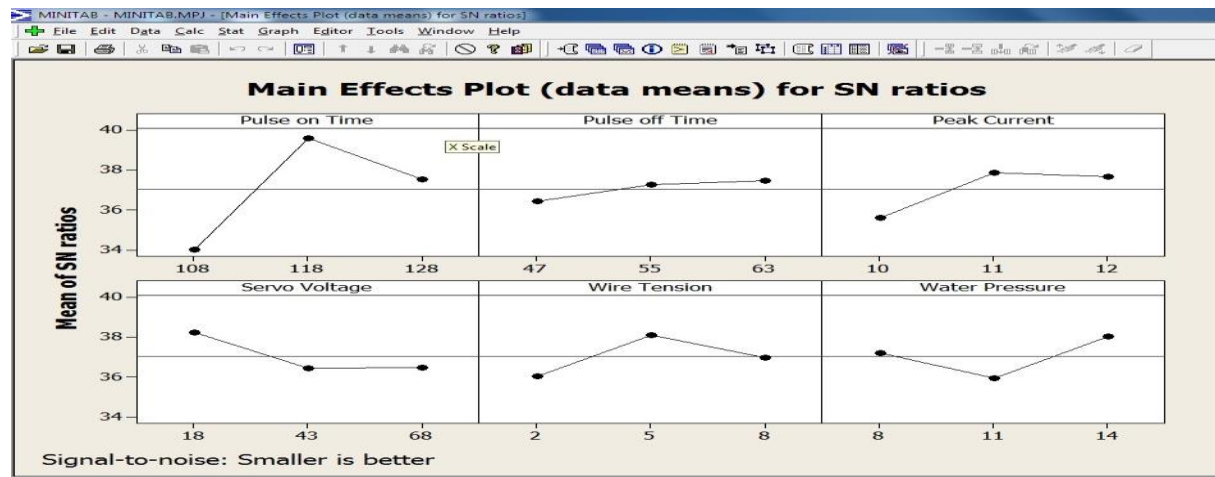 MINITAB - MINITAB.MPJ - [Main Effects Plot (data means) for SN ratios]
File Edit Data Calc Stat Graph Editor Tools Window Help
Main Effects Plot (data means) for SN ratios
Pulse on Time Pulse off Time Peak Current
X Scale
40
38
36
34
108 118 128 47 55 63 10 11 12
Mean of SN ratios
Servo Voltage Wire Tension Water Pressure
40
38
36
34
18 43 68 2 5 8 8 11 14
Signal-to-noise: Smaller is better